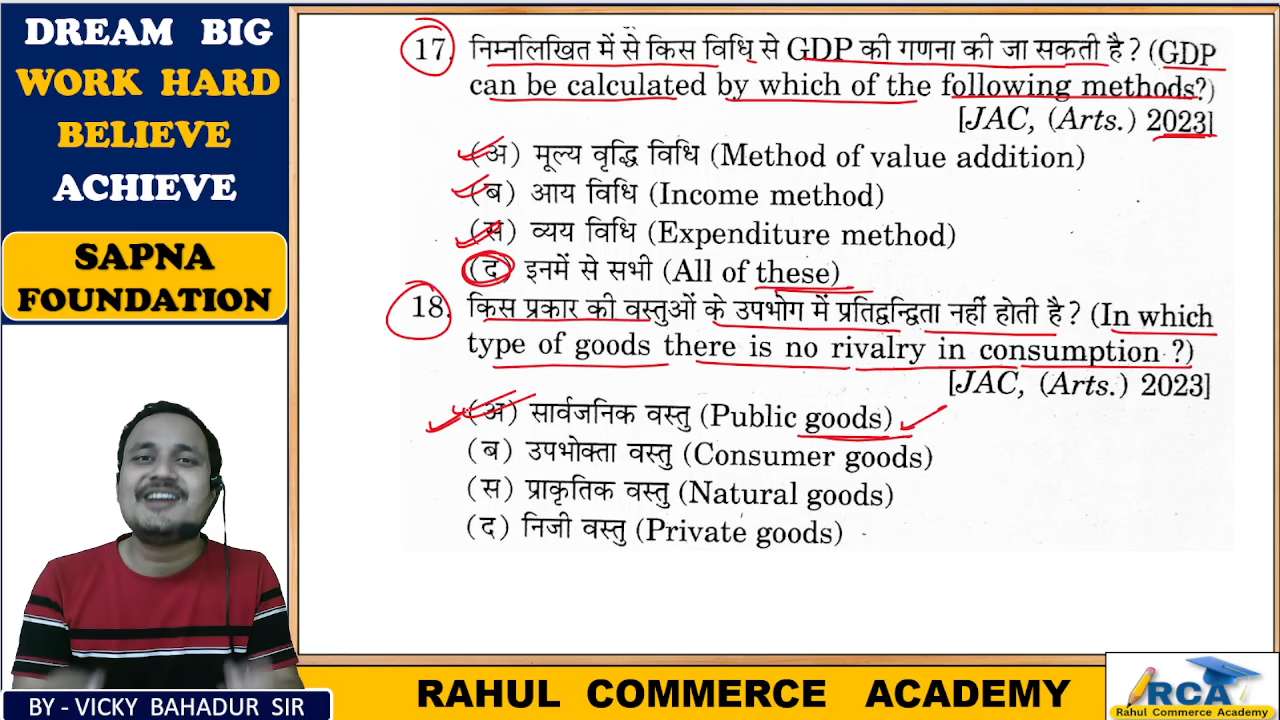 DREAM BIG
WORK HARD
BELIEVE
ACHIEVE
SAPNA
FOUNDATION
17. निम्नलिखित में से किस विधि से GDP की गणना की जा सकती है? (GDP
can be calculated by which of the following methods?)
[JAC, (Arts.) 2023]
(अ) मूल्य वृद्धि विधि (Method of value addition)
(ब) आय विधि (Income method)
(स) व्यय विधि (Expenditure method)
(द) इनमें से सभी (All of these)
18. किस प्रकार की वस्तुओं के उपभोग में प्रतिद्वन्द्विता नहीं होती है? (In which
type of goods there is no rivalry in consumption ?)
[JAC, (Arts.) 2023]
(अ) सार्वजनिक वस्तु (Public goods)
(ब) उपभोक्ता वस्तु (Consumer goods)
(स) प्राकृतिक वस्तु (Natural goods)
(द) निजी वस्तु (Private goods)
BY - VICKY BAHADUR SIR
RAHUL COMMERCE ACADEMY
RCA
Rahul Commerce Academy